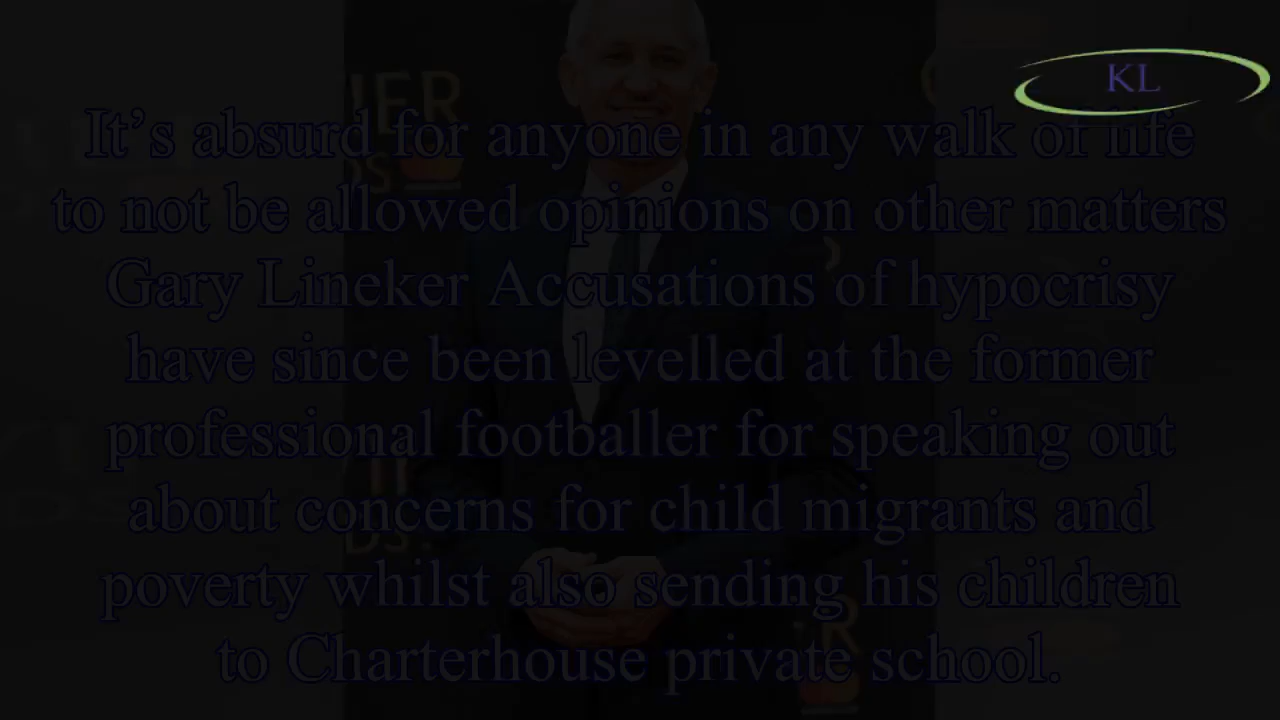 KL
It’s absurd for anyone in any walk of life
to not be allowed opinions on other matters
Gary Lineker Accusations of hypocrisy
have since been levelled at the former
professional footballer for speaking out
about concerns for child migrants and
poverty whilst also sending his children
to Charterhouse private school.